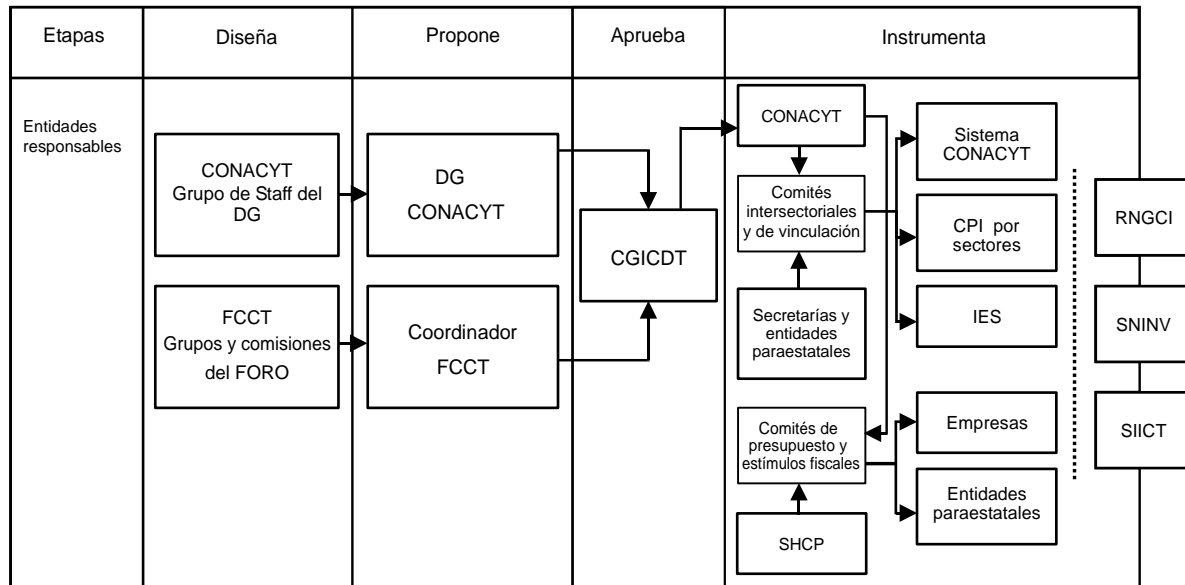 Etapas
Diseña
Propone
Aprueba
Instrumenta
Entidades
responsables
CONACYT
Grupo de Staff del
DG
FCCT
Grupos y comisiones
del FORO
DG
CONACYT
Coordinador
FCCT
CGICDT
CONACYT
Comités
intersectoriales
y de vinculación
Secretarías y
entidades
paraestatales
Comités de
presupuesto y
estímulos fiscales
SHCP
Sistema
CONACYT
CPI por
sectores
IES
Empresas
Entidades
paraestatales
RNGCI
SNINV
SIICT